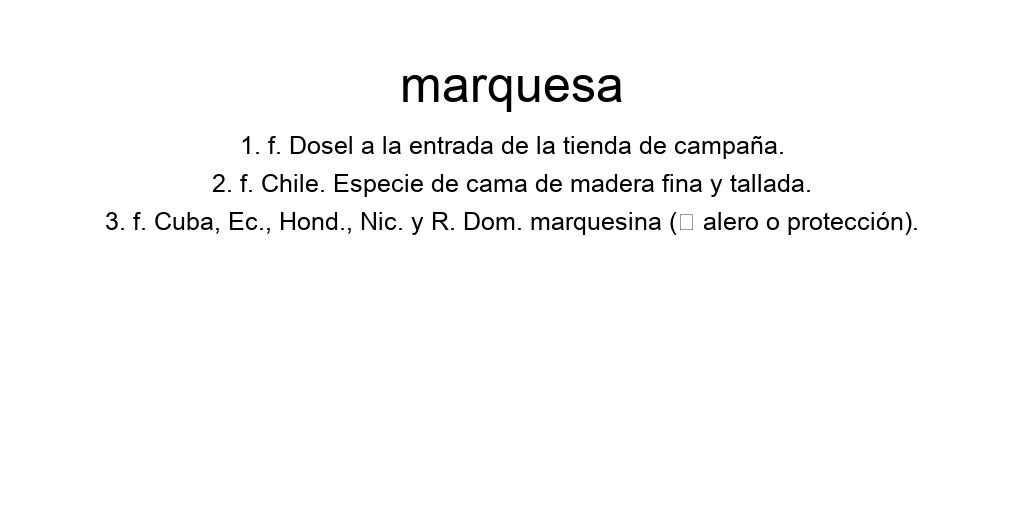 marquesa
1. f. Dosel a la entrada de la tienda de campaña.
2. f. Chile. Especie de cama de madera fina y tallada.
3. f. Cuba, Ec., Hond., Nic. y R. Dom. marquesina (▯ alero o protección).